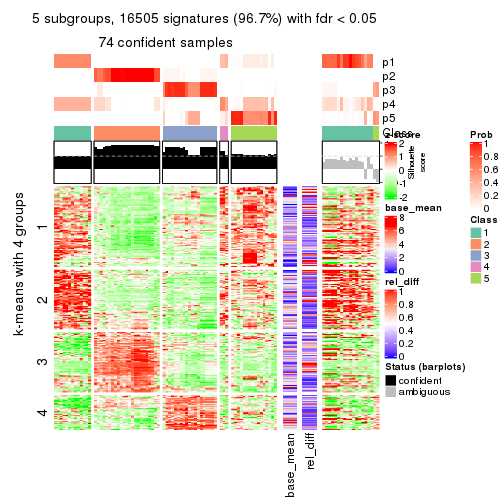 5 subgroups, 16505 signatures (96.7%) with fdr < 0.05
74 confident samples
p1
p2
p3
p4
p5
Class
z-score
2
1
0
-1
-2
Silhouette
score
Prob
1
0.8
0.6
0.4
0.2
0
base_mean
8
6
4
2
0
Class
1
2
3
4
5
rel_diff
1
0.8
0.6
0.4
0.2
0
Status (barplots)
confident
ambiguous
k-means with 4 groups
1
2
3
4
base_mean
rel_diff